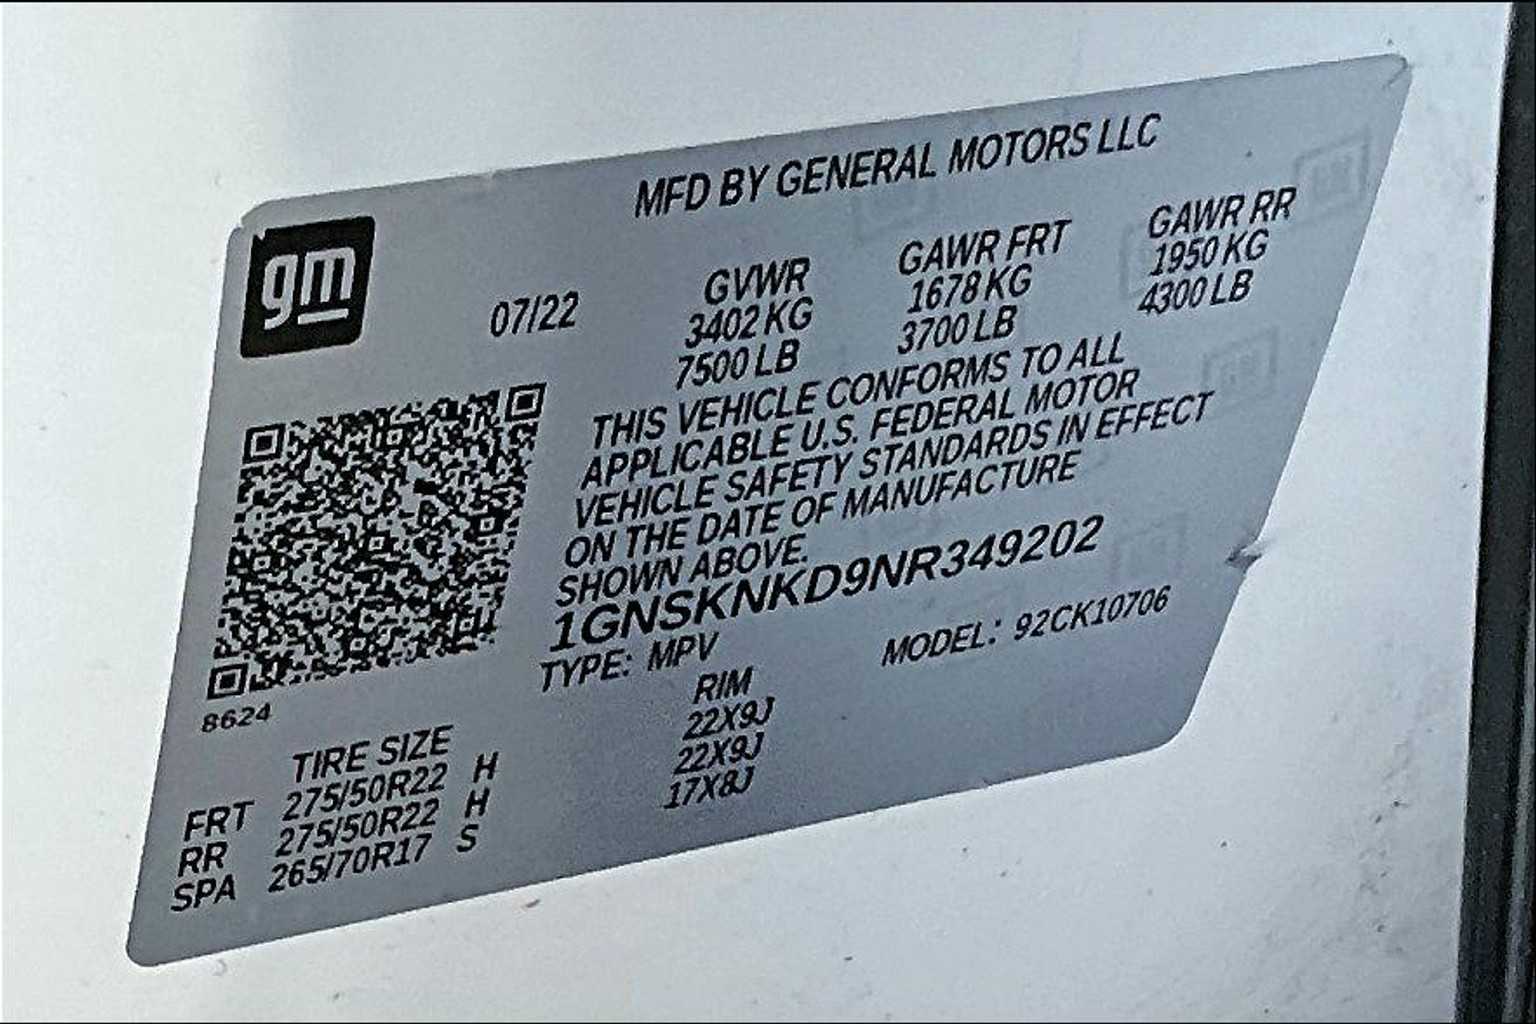 MFD BY GENERAL MOTORS LLC
gm
07/22
GVWR
3402 KG
7500 LB
GAWR FRT
1678 KG
3700 LB
GAWR RR
1950 KG
4300 LB
THIS VEHICLE CONFORMS TO ALL
APPLICABLE U.S. FEDERAL MOTOR
VEHICLE SAFETY STANDARDS IN EFFECT
ON THE DATE OF MANUFACTURE
SHOWN ABOVE.
1GNSKNKD9NR349202
TYPE: MPV MODEL: 92CK10706
8624
TIRE SIZE RIM
FRT 275/50R22 H 22X9J
RR 275/50R22 H 22X9J
SPA 265/70R17 S 17X8J